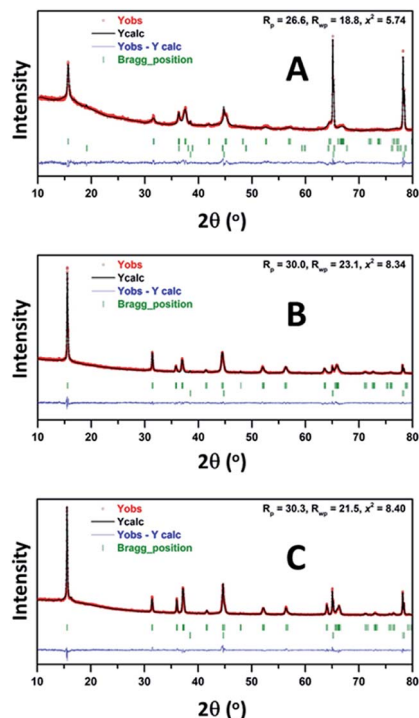 Yobs
Ycalc
Yobs - Y calc
Bragg_position
Rp = 26.6, Rwp = 18.8, x2 = 5.74
A
Intensity
10 20 30 40 50 60 70 80
2θ (o)
Yobs
Ycalc
Yobs - Y calc
Bragg_position
Rp = 30.0, Rwp = 23.1, x2 = 8.34
B
Intensity
10 20 30 40 50 60 70 80
2θ (o)
Yobs
Ycalc
Yobs - Y calc
Bragg_position
Rp = 30.3, Rwp = 21.5, x2 = 8.40
C
Intensity
10 20 30 40 50 60 70 80
2θ (o)